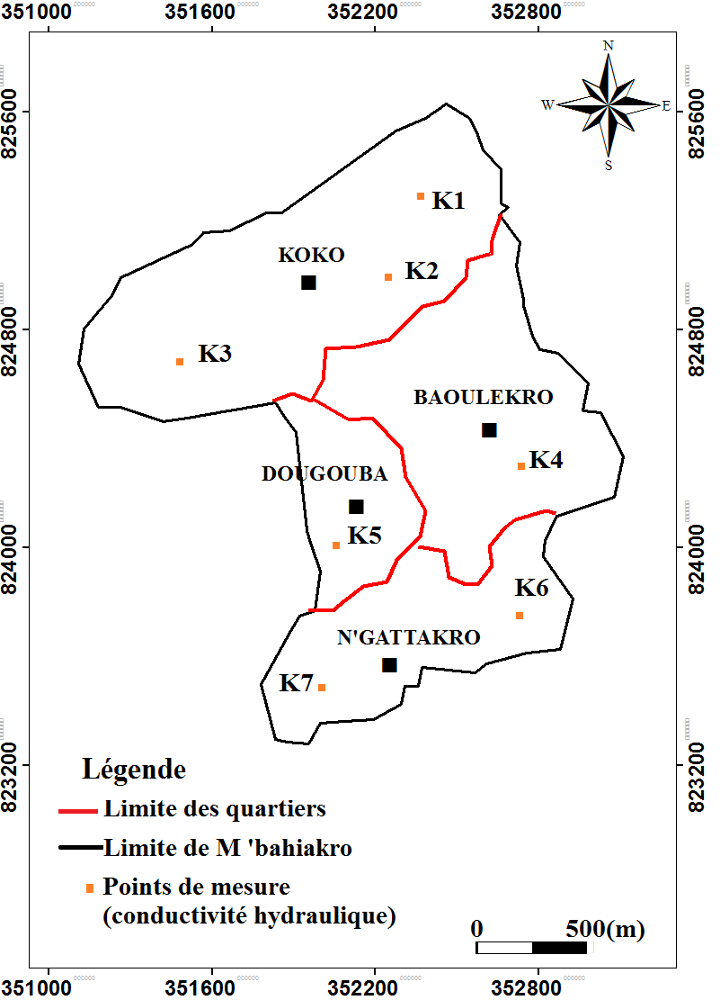 351000 351600 352200 352800
N
W E
S
825600 825600
K1
KOKO
K2
824800 824800
K3
BAOULEKRO
K4
DOUGOUBA
K5
824000 824000
K6
N'GATTAKRO
K7
823200 823200
Légende
Limite des quartiers
Limite de M 'bahiakro
Points de mesure
(conductivité hydraulique)
0 500(m)
351000 351600 352200 352800